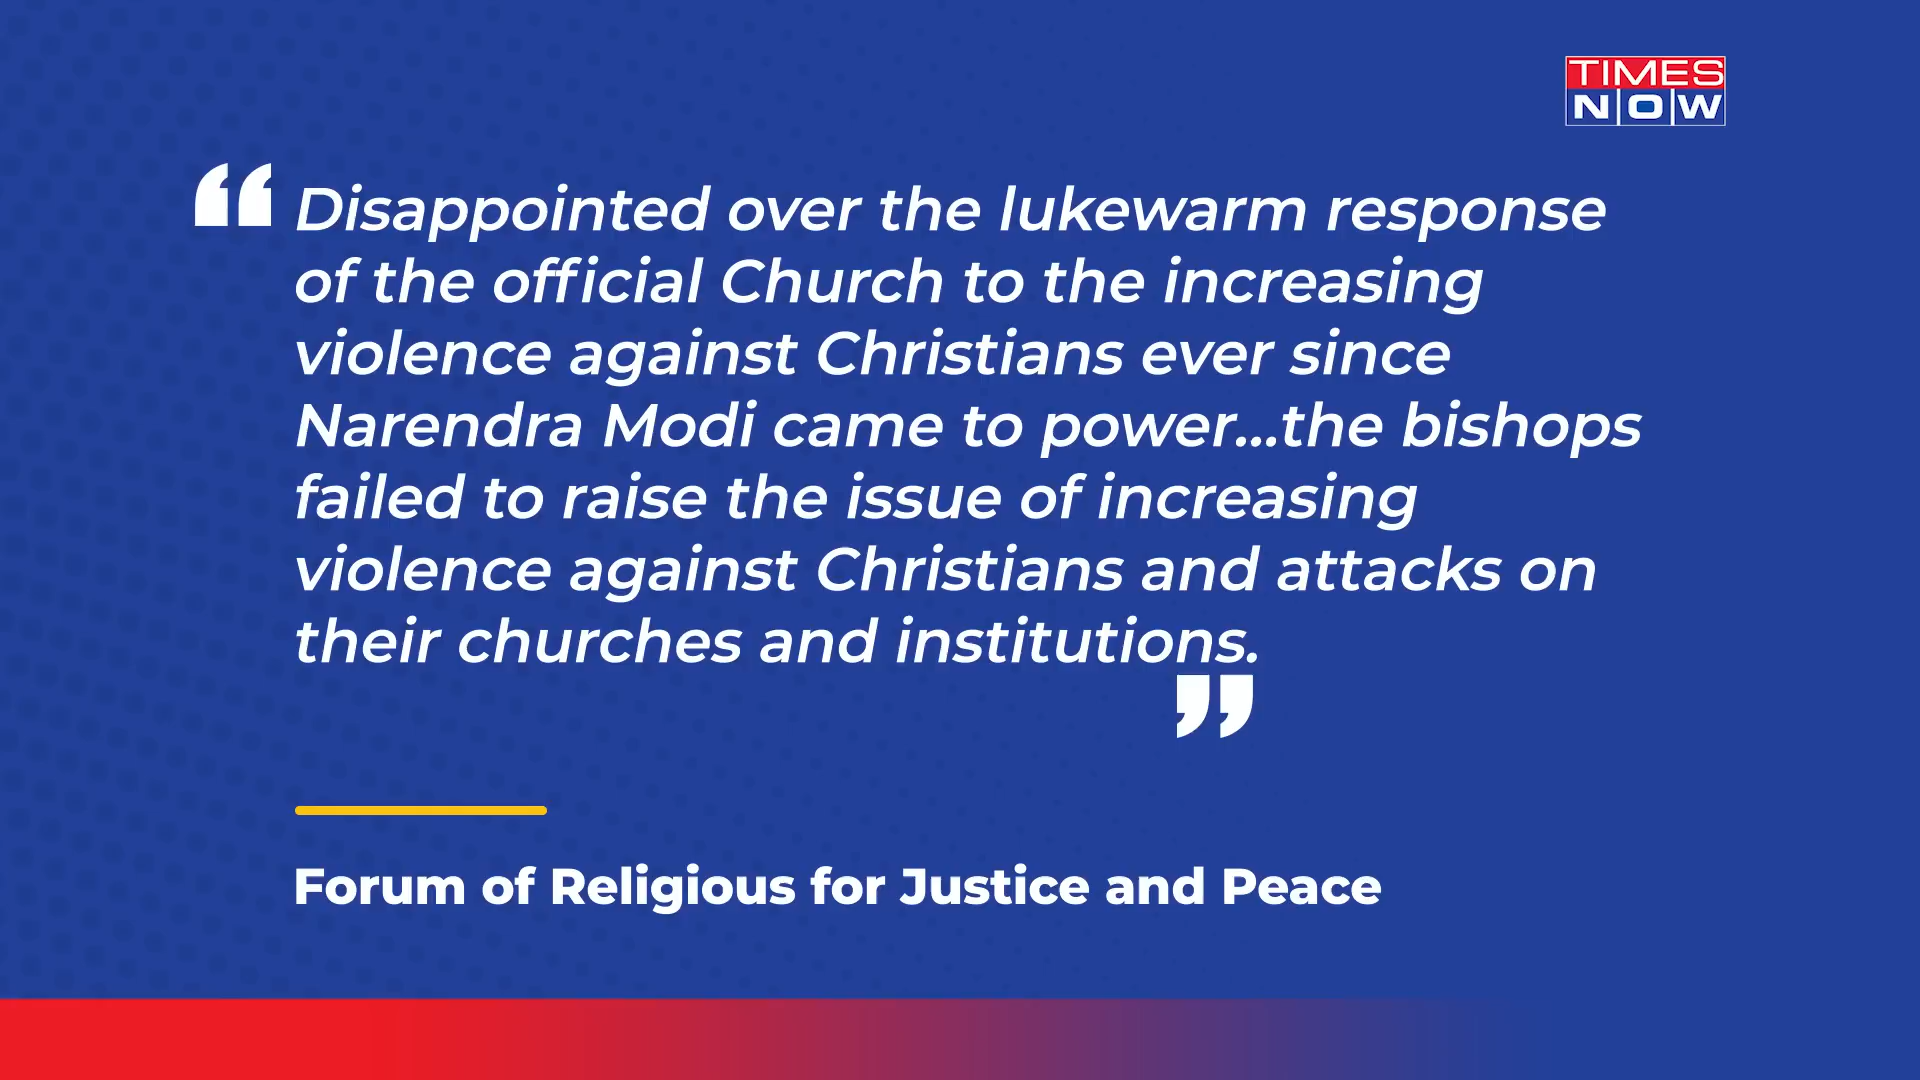 TIMES
NOW
“Disappointed over the lukewarm response
of the official Church to the increasing
violence against Christians ever since
Narendra Modi came to power...the bishops
failed to raise the issue of increasing
violence against Christians and attacks on
their churches and institutions.”
Forum of Religious for Justice and Peace